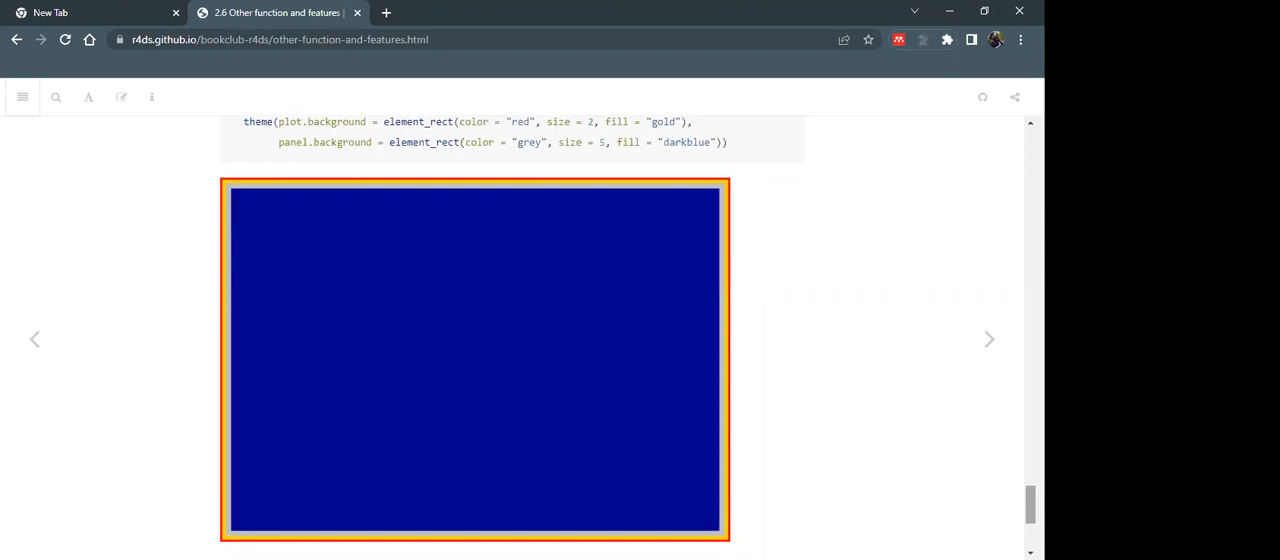 New Tab
2.6 Other function and features |
r4ds.github.io/bookclub-r4ds/other-function-and-features.html
theme(plot.background = element_rect(color = "red", size = 2, fill = "gold"),
panel.background = element_rect(color = "grey", size = 5, fill = "darkblue"))